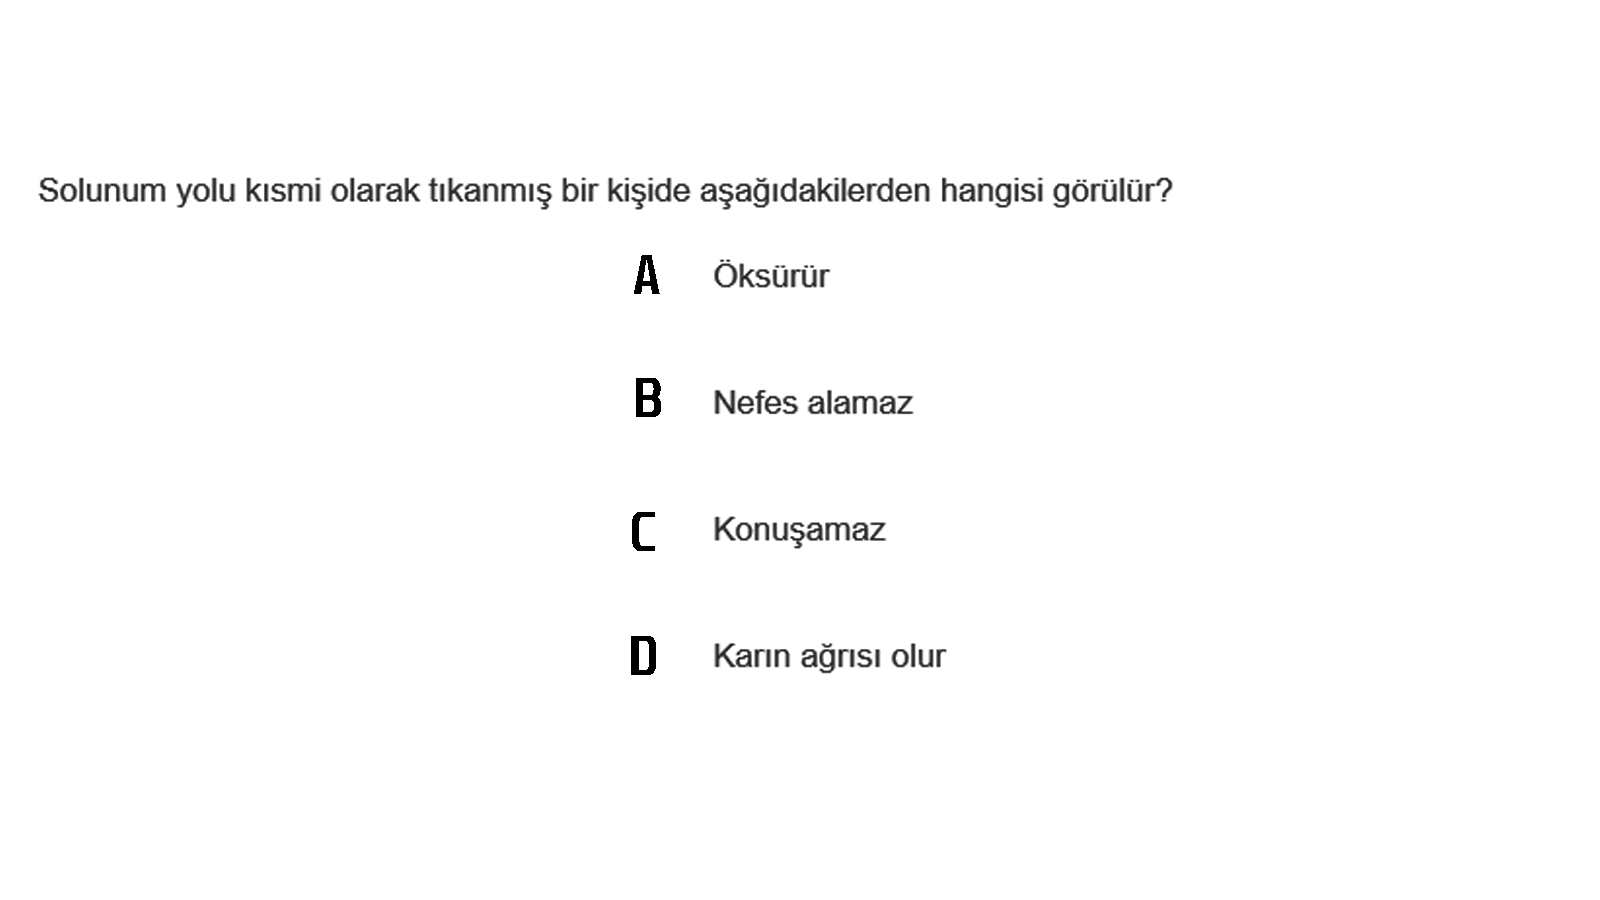 Solunum yolu kısmi olarak tıkanmış bir kişide aşağıdakilerden hangisi görülür?
A Öksürür
B Nefes alamaz
C Konuşamaz
D Karın ağrısı olur